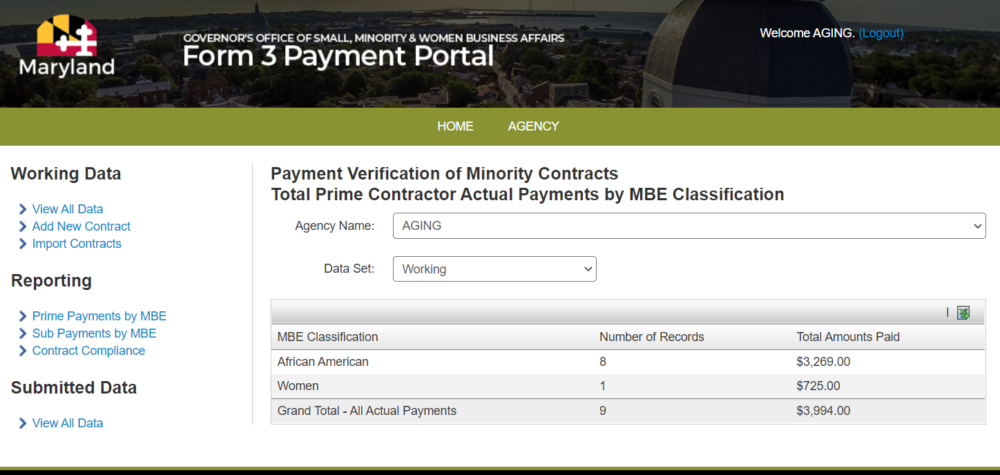 Maryland
GOVERNOR'S OFFICE OF SMALL, MINORITY & WOMEN BUSINESS AFFAIRS
Form 3 Payment Portal
Welcome AGING. (Logout)
HOME AGENCY
Working Data
View All Data
Add New Contract
Import Contracts
Reporting
Prime Payments by MBE
Sub Payments by MBE
Contract Compliance
Submitted Data
View All Data
Payment Verification of Minority Contracts
Total Prime Contractor Actual Payments by MBE Classification
Agency Name: AGING
Data Set: Working
|
MBE Classification Number of Records Total Amounts Paid
African American 8 $3,269.00
Women 1 $725.00
Grand Total - All Actual Payments 9 $3,994.00